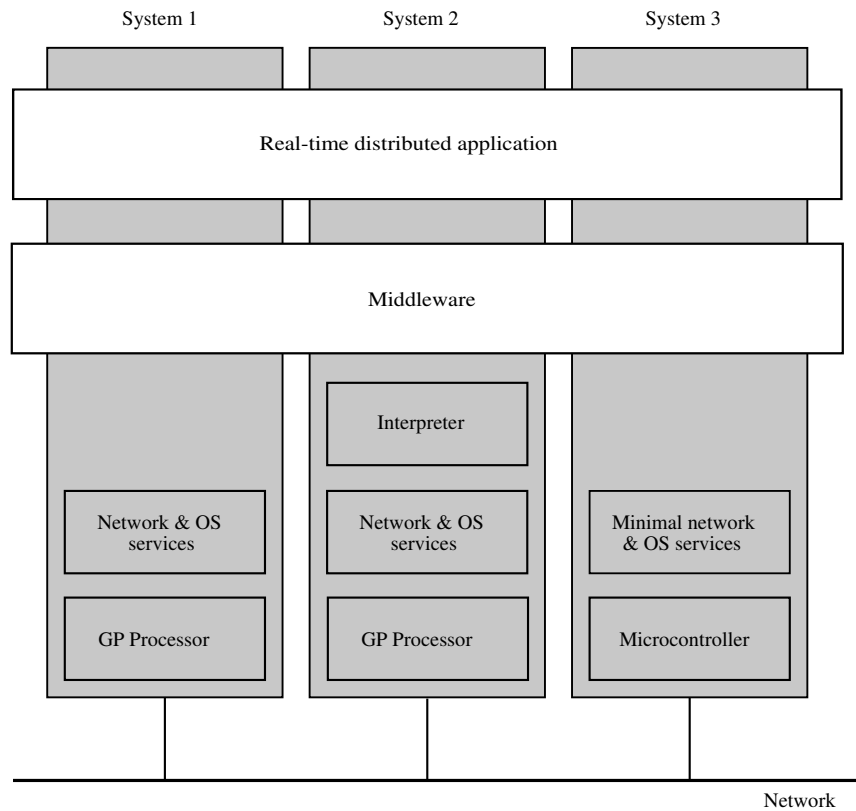 System 1
System 2
System 3
Real-time distributed application
Middleware
Interpreter
Network & OS
services
Network & OS
services
Minimal network
& OS services
GP Processor
GP Processor
Microcontroller
Network